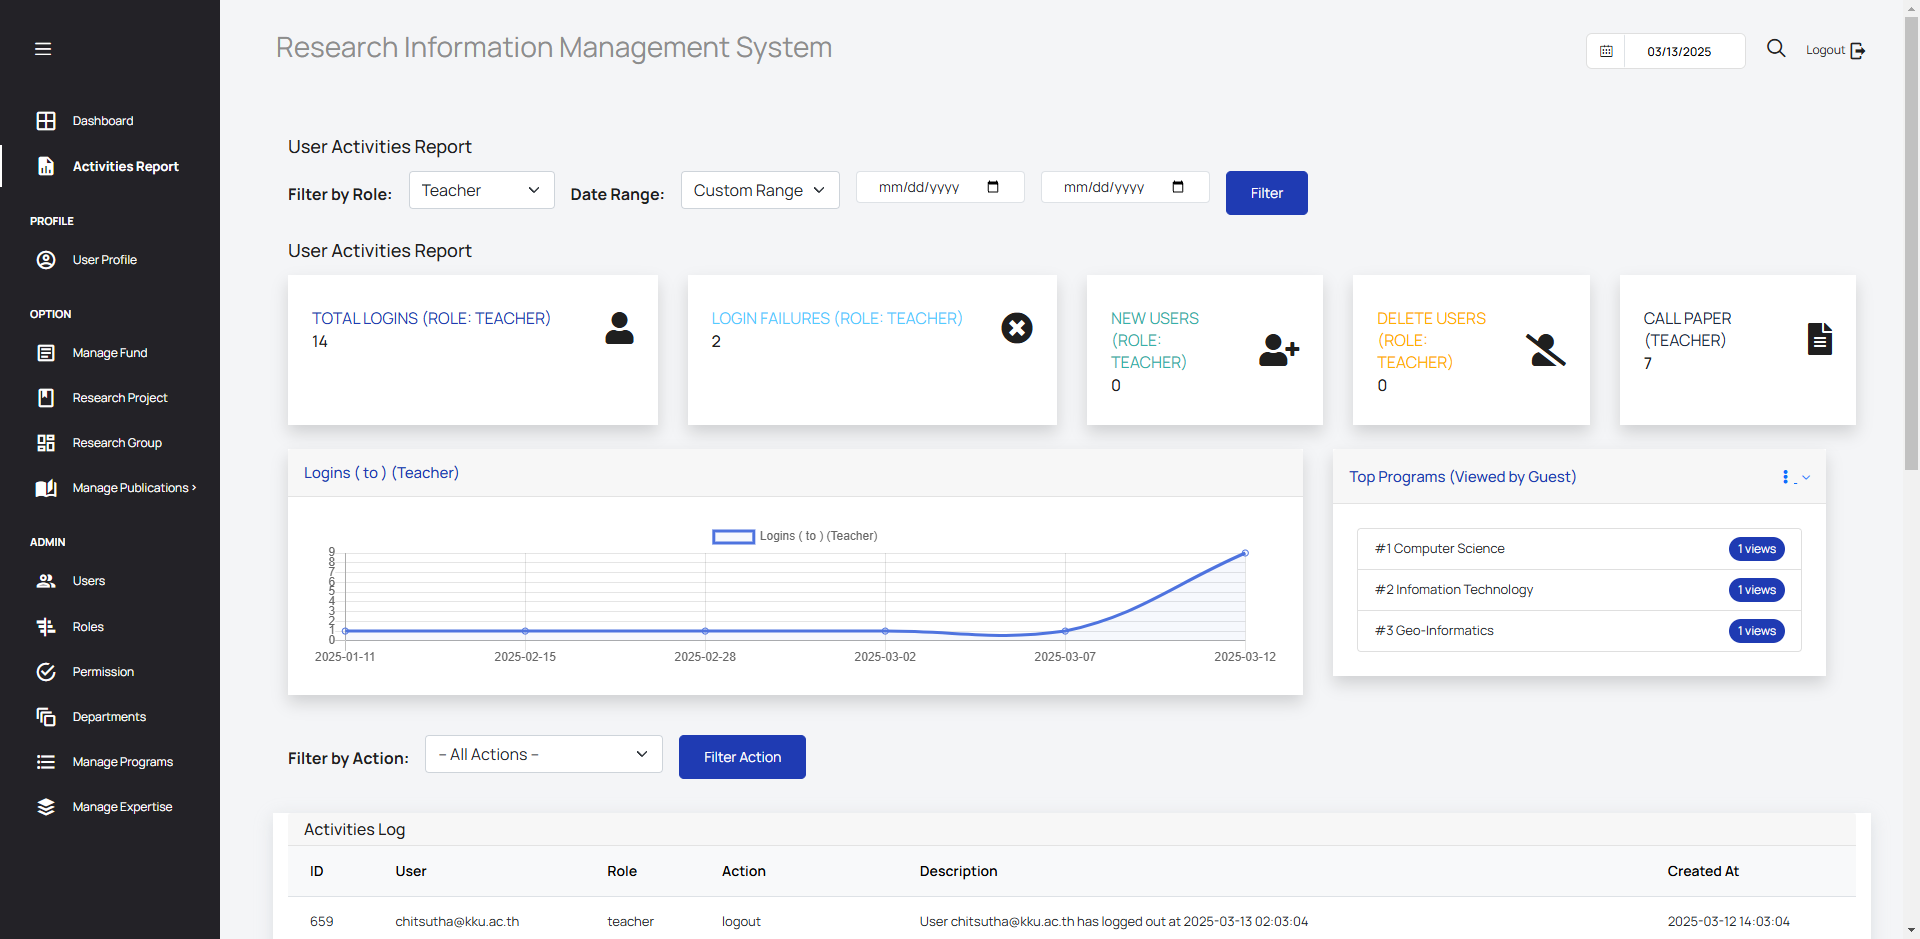 Research Information Management System
03/13/2025
Logout
Dashboard
Activities Report
PROFILE
User Profile
OPTION
Manage Fund
Research Project
Research Group
Manage Publications >
ADMIN
Users
Roles
Permission
Departments
Manage Programs
Manage Expertise
User Activities Report
Filter by Role: Teacher Date Range: Custom Range mm/dd/yyyy mm/dd/yyyy Filter
User Activities Report
TOTAL LOGINS (ROLE: TEACHER)
14
LOGIN FAILURES (ROLE: TEACHER)
2
NEW USERS
(ROLE:
TEACHER)
0
DELETE USERS
(ROLE:
TEACHER)
0
CALL PAPER
(TEACHER)
7
Logins ( to ) (Teacher)
Logins ( to ) (Teacher)
9
8
7
6
5
4
3
2
1
0
2025-01-11 2025-02-15 2025-02-28 2025-03-02 2025-03-07 2025-03-12
Top Programs (Viewed by Guest)
#1 Computer Science 1 views
#2 Infomation Technology 1 views
#3 Geo-Informatics 1 views
Filter by Action: -- All Actions -- Filter Action
Activities Log
ID User Role Action Description Created At
659 chitsutha@kku.ac.th teacher logout User chitsutha@kku.ac.th has logged out at 2025-03-13 02:03:04 2025-03-12 14:03:04